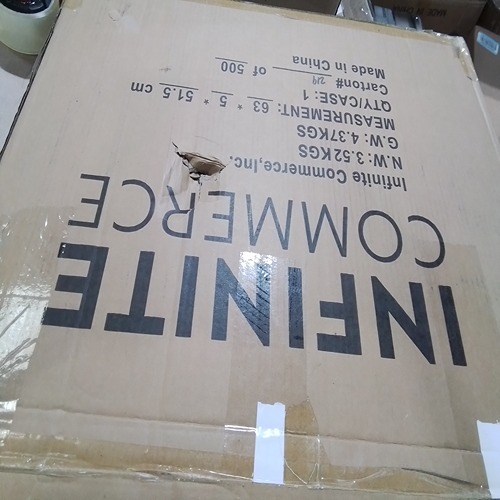 INFINITE
COMMERCE
Infinite Commerce,Inc.
N.W: 3.52KGS
G.W: 4.37KGS
MEASUREMENT: 63 * 5 * 51.5 cm
QTY/CASE: 1
Carton# 219 of 500
Made in China